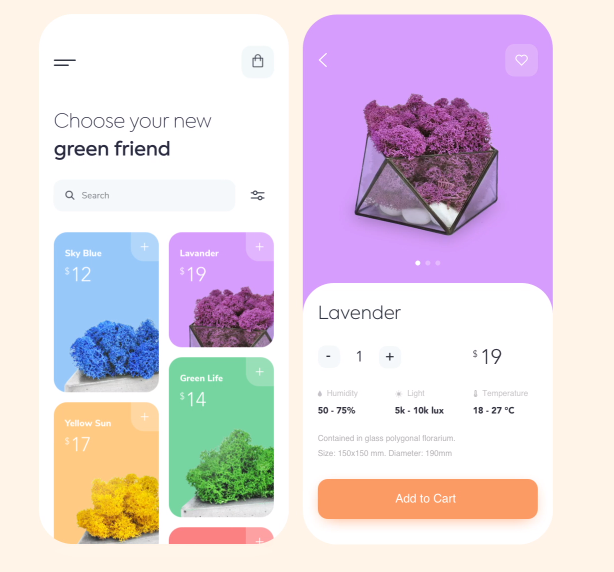 Choose your new
green friend
Search
Sky Blue
$12
Lavander
$19
Green Life
$14
Yellow Sun
$17
Lavender
- 1 +
$19
Humidity
50 - 75%
Light
5k - 10k lux
Temperature
18 - 27 °C
Contained in glass polygonal florarium.
Size: 150x150 mm. Diameter. 190mm
Add to Cart